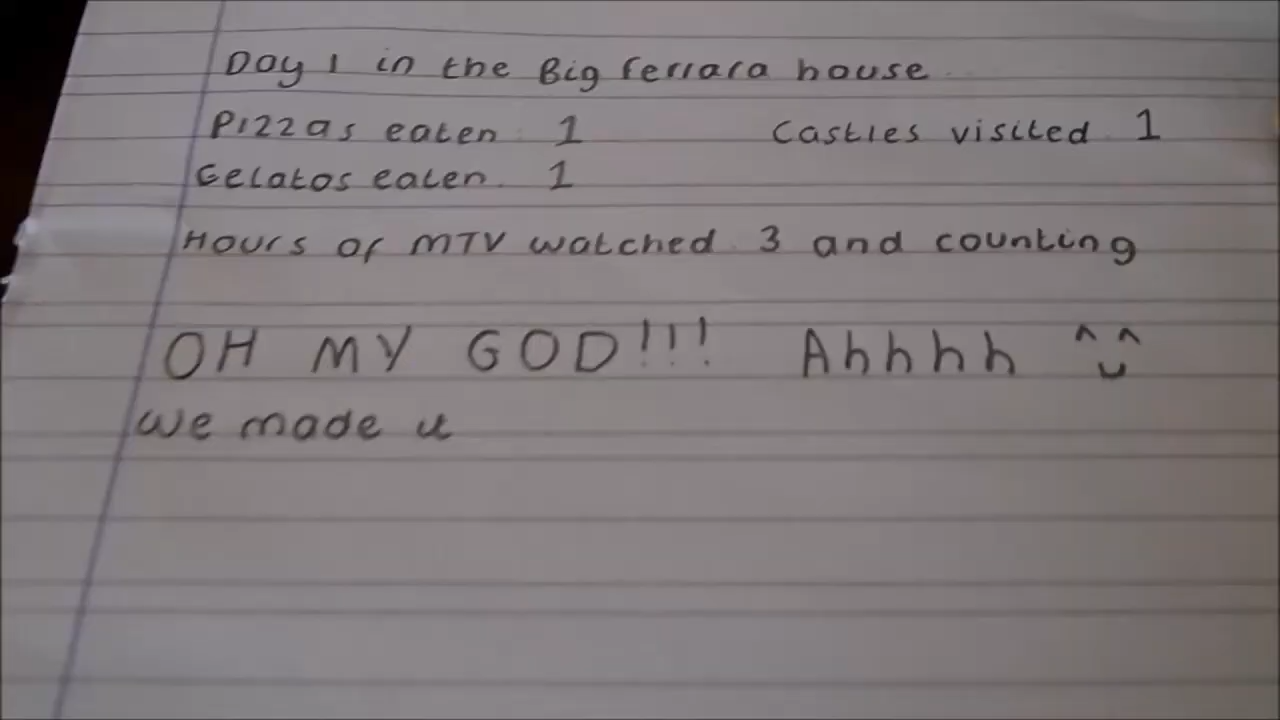 Day 1 in the Big Ferrara house
Pizzas eaten 1 Castles visited 1
Gelatos eaten. 1
Hours of MTV watched 3 and counting
OH MY GOD!!! Ahhhh ^^
we made it